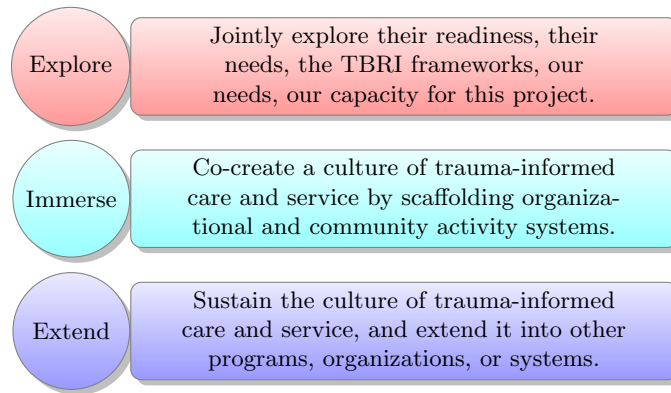 Explore
Jointly explore their readiness, their
needs, the TBRI frameworks, our
needs, our capacity for this project.
Immerse
Co-create a culture of trauma-informed
care and service by scaffolding organiza-
tional and community activity systems.
Extend
Sustain the culture of trauma-informed
care and service, and extend it into other
programs, organizations, or systems.